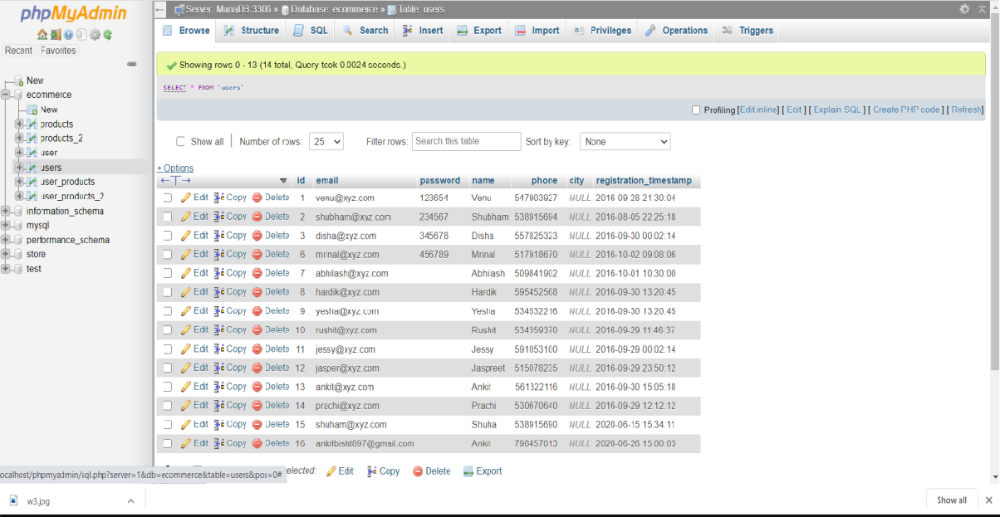 phpMyAdmin
Recent Favorites
New
ecommerce
New
products
products_2
user
users
user_products
user_products_2
information_schema
mysql
performance_schema
store
test
Server: MariaDB:3306 » Database: ecommerce » Table: users
Browse Structure SQL Search Insert Export Import Privileges Operations Triggers
Showing rows 0 - 13 (14 total, Query took 0.0024 seconds.)
SELECT * FROM `users`
Profiling [Edit inline] [ Edit ] [ Explain SQL ] [ Create PHP code ] [ Refresh]
Show all Number of rows: 25 Filter rows: Search this table Sort by key: None
+ Options
id email password name phone city registration_timestamp
Edit Copy Delete 1 venu@xyz.com 123654 Venu 547903927 NULL 2016-09-28 21:30:04
Edit Copy Delete 2 shubham@xyz.com 234567 Shubham 538915694 NULL 2016-08-05 22:25:18
Edit Copy Delete 3 disha@xyz.com 345678 Disha 557825323 NULL 2016-09-30 00:02:14
Edit Copy Delete 6 mrinal@xyz.com 456789 Mrinal 517918670 NULL 2016-10-02 09:08:06
Edit Copy Delete 7 abhilash@xyz.com Abhilash 509841902 NULL 2016-10-01 10:30:00
Edit Copy Delete 8 hardik@xyz.com Hardik 595452568 NULL 2016-09-30 13:20:45
Edit Copy Delete 9 yesha@xyz.com Yesha 534532216 NULL 2016-09-30 13:20:45
Edit Copy Delete 10 rushit@xyz.com Rushit 534359370 NULL 2016-09-29 11:46:37
Edit Copy Delete 11 jessy@xyz.com Jessy 591053100 NULL 2016-09-29 00:02:14
Edit Copy Delete 12 jasper@xyz.com Jaspreet 515078235 NULL 2016-09-29 23:50:12
Edit Copy Delete 13 ankit@xyz.com Ankit 561322116 NULL 2016-09-30 15:05:18
Edit Copy Delete 14 prachi@xyz.com Prachi 530670640 NULL 2016-09-29 12:12:12
Edit Copy Delete 15 shuham@xyz.com Shuha 538915690 NULL 2020-06-15 15:34:11
Edit Copy Delete 16 ankitbisht097@gmail.com Ankit 790457013 NULL 2020-06-26 15:00:03
elected: Edit Copy Delete Export
ocalhost/phpmyadmin/sql.php?server=1&db=ecommerce&table=users&pos=0#
w3.jpg Show all